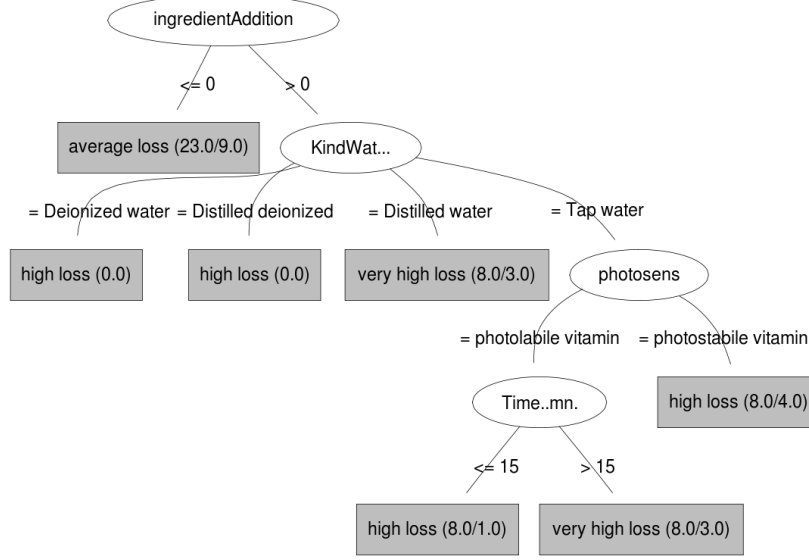 ingredientAddition
<= 0
> 0
average loss (23.0/9.0)
KindWat...
= Deionized water
= Distilled deionized
= Distilled water
= Tap water
high loss (0.0)
high loss (0.0)
very high loss (8.0/3.0)
photosens
= photolabile vitamin
= photostabile vitamin
Time..mn.
high loss (8.0/4.0)
<= 15
> 15
high loss (8.0/1.0)
very high loss (8.0/3.0)